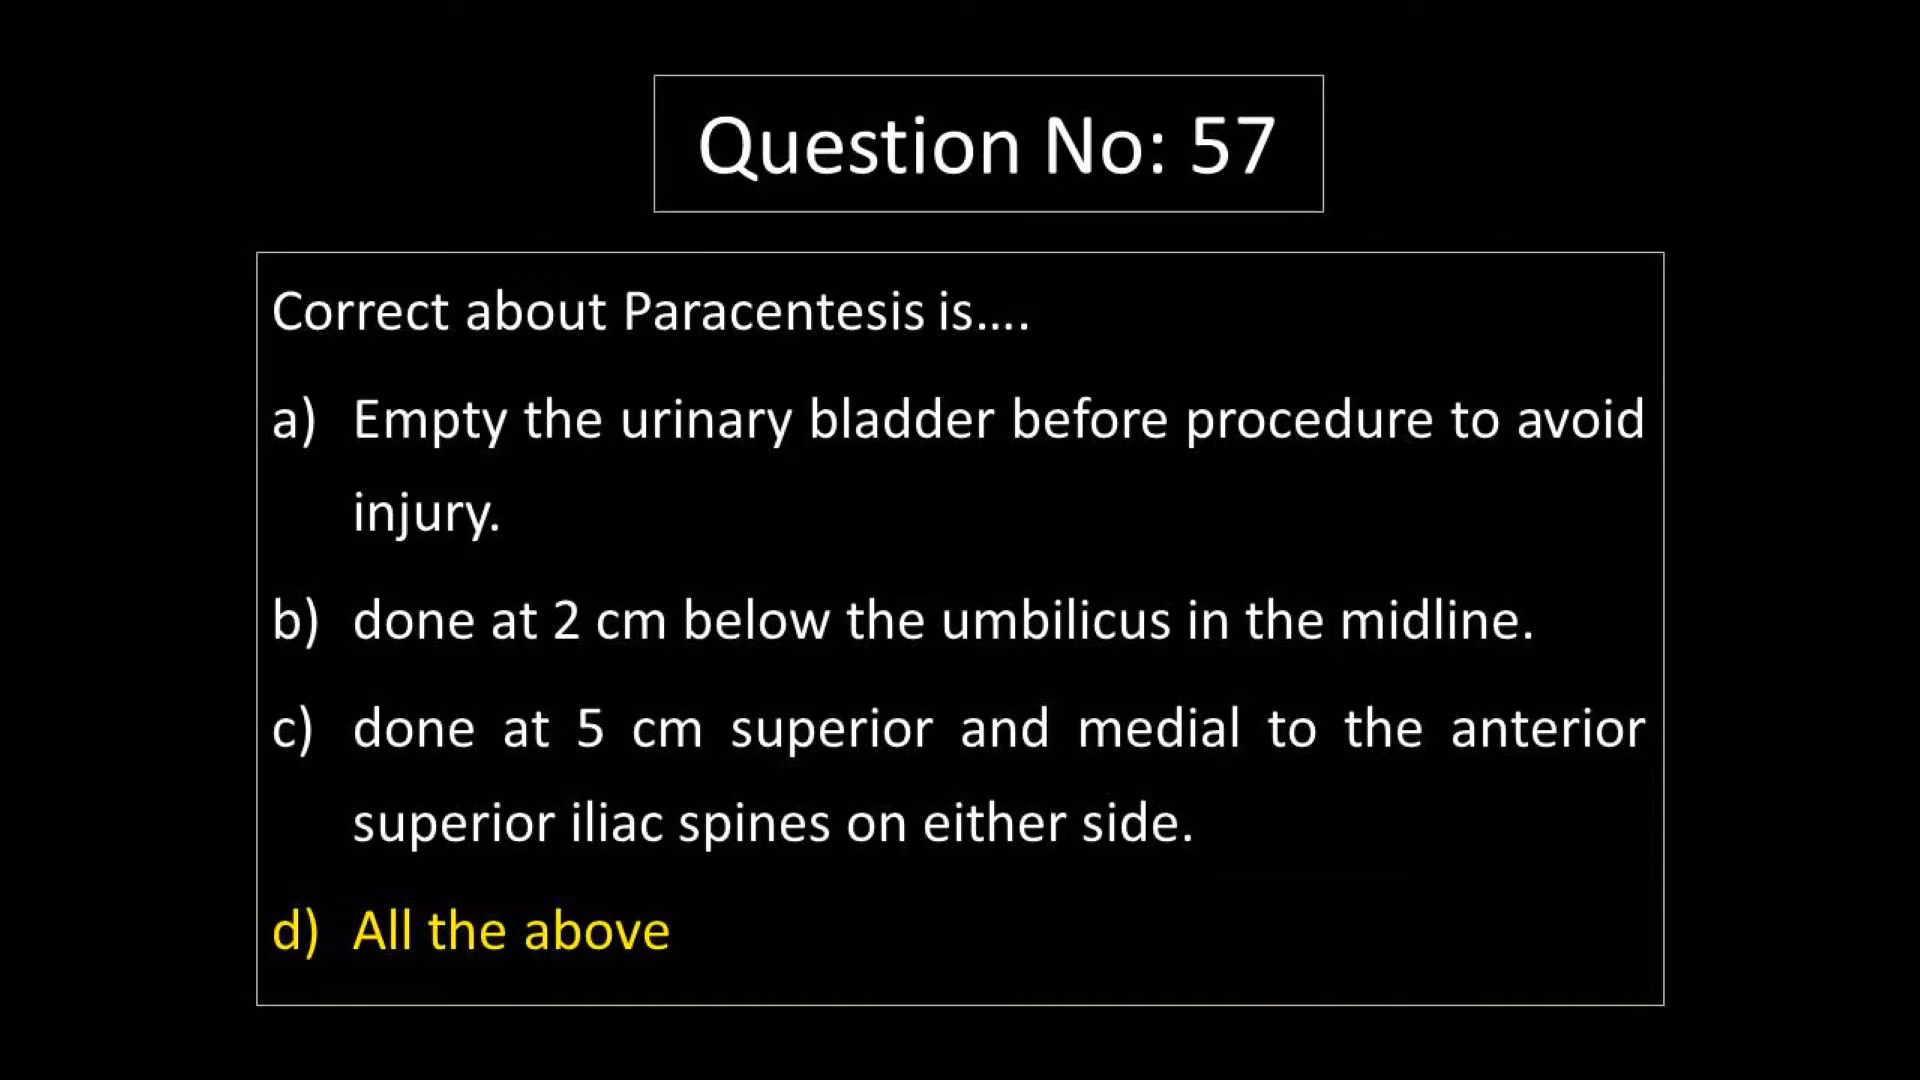 Question No: 57
Correct about Paracentesis is....
a) Empty the urinary bladder before procedure to avoid
injury.
b) done at 2 cm below the umbilicus in the midline.
c) done at 5 cm superior and medial to the anterior
superior iliac spines on either side.
d) All the above